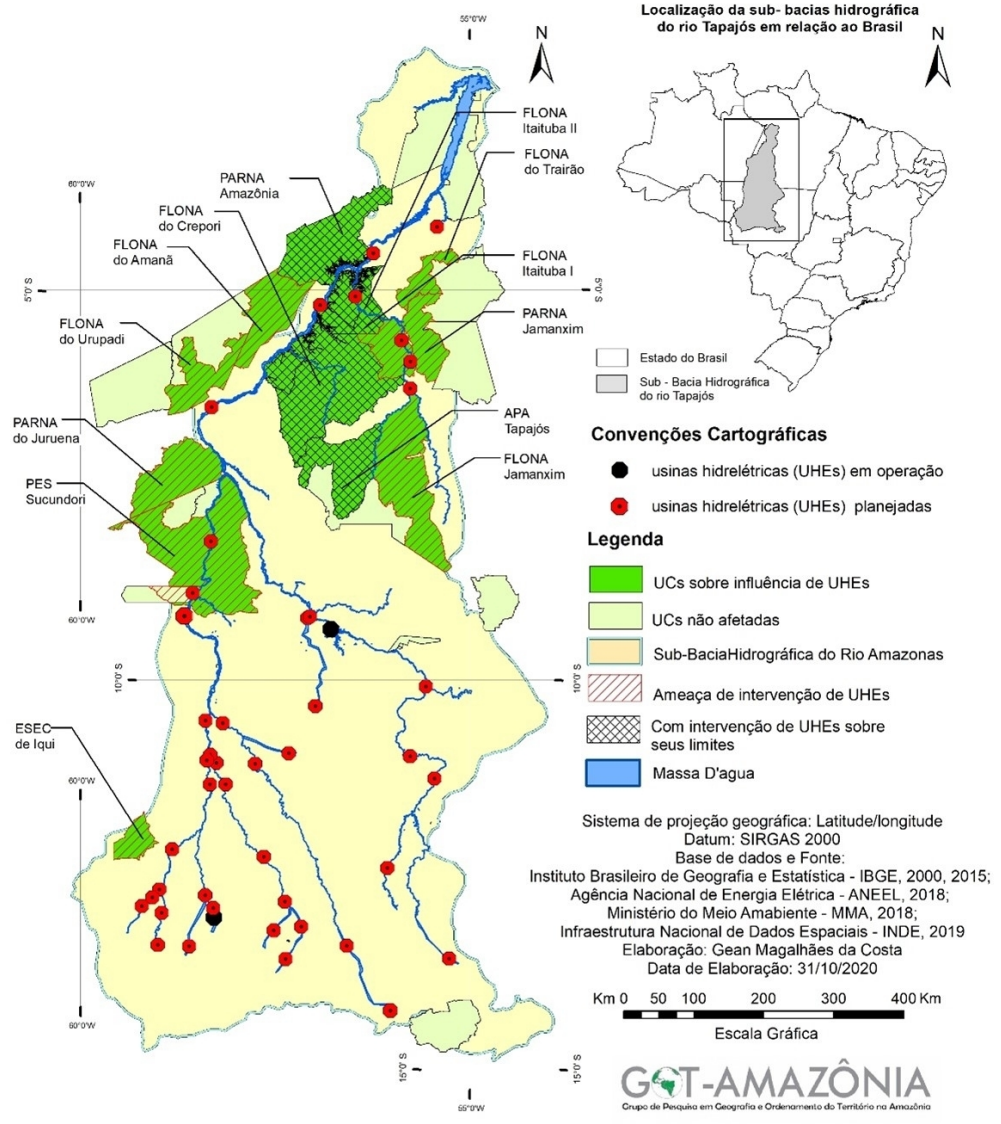 Localização da sub- bacias hidrográfica
do rio Tapajós em relação ao Brasil
55°0'W
N
N
FLONA
Itaituba II
FLONA
do Trairão
PARNA
Amazônia
60°0'W
FLONA
do Crepori
FLONA
do Amanã
FLONA
Itaituba I
5°0' S
5°0' S
FLONA
do Urupadi
PARNA
Jamanxim
Estado do Brasil
Sub - Bacia Hidrográfica
do rio Tapajós
PARNA
do Juruena
APA
Tapajós
FLONA
Jamanxim
PES
Sucundori
Convenções Cartográficas
usinas hidrelétricas (UHEs) em operação
usinas hidrelétricas (UHEs) planejadas
Legenda
UCs sobre influência de UHEs
UCs não afetadas
60°0'W
Sub-BaciaHidrográfica do Rio Amazonas
10°0' S
10°0' S
Ameaça de intervenção de UHEs
Com intervenção de UHEs sobre
seus limites
Massa D'agua
ESEC
de Iqui
60°0'W
Sistema de projeção geográfica: Latitude/longitude
Datum: SIRGAS 2000
Base de dados e Fonte:
Instituto Brasileiro de Geografia e Estatística - IBGE, 2000, 2015;
Agência Nacional de Energia Elétrica - ANEEL, 2018;
Ministério do Meio Amabiente - MMA, 2018;
Infraestrutura Nacional de Dados Espaciais - INDE, 2019
Elaboração: Gean Magalhães da Costa
Data de Elaboração: 31/10/2020
Km 0 50 100 200 300 400 Km
Escala Gráfica
60°0'W
15°0' S
15°0' S
55°0'W
GOT-AMAZÔNIA
Grupo de Pesquisa em Geografia e Ordenamento do Território na Amazônia